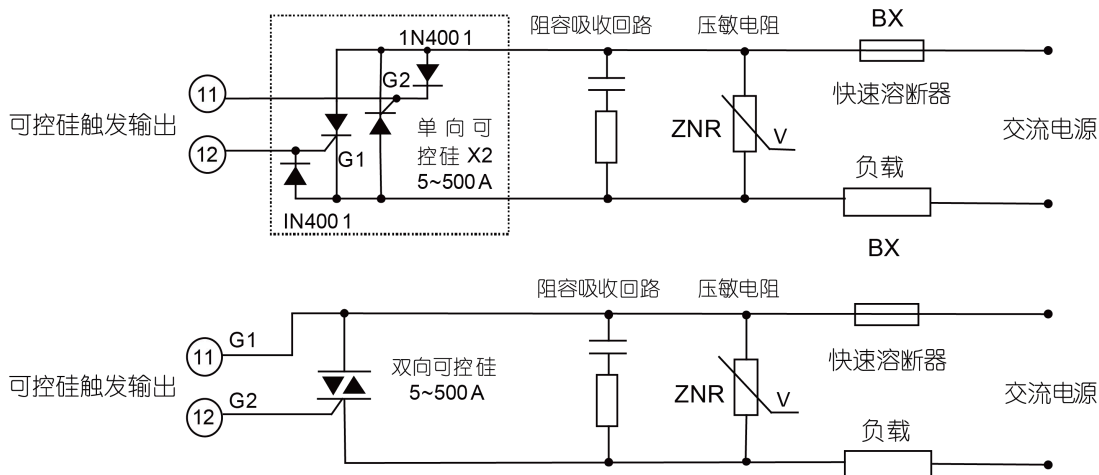 阻容吸收回路
压敏电阻
BX
1N4001
G2
11
可控硅触发输出
12
单向可
控硅 X2
5~500A
G1
IN4001
ZNR
V
快速溶断器
交流电源
负载
BX
阻容吸收回路
压敏电阻
G1
11
可控硅触发输出
G2
12
双向可控硅
5~500A
ZNR
V
快速溶断器
交流电源
负载